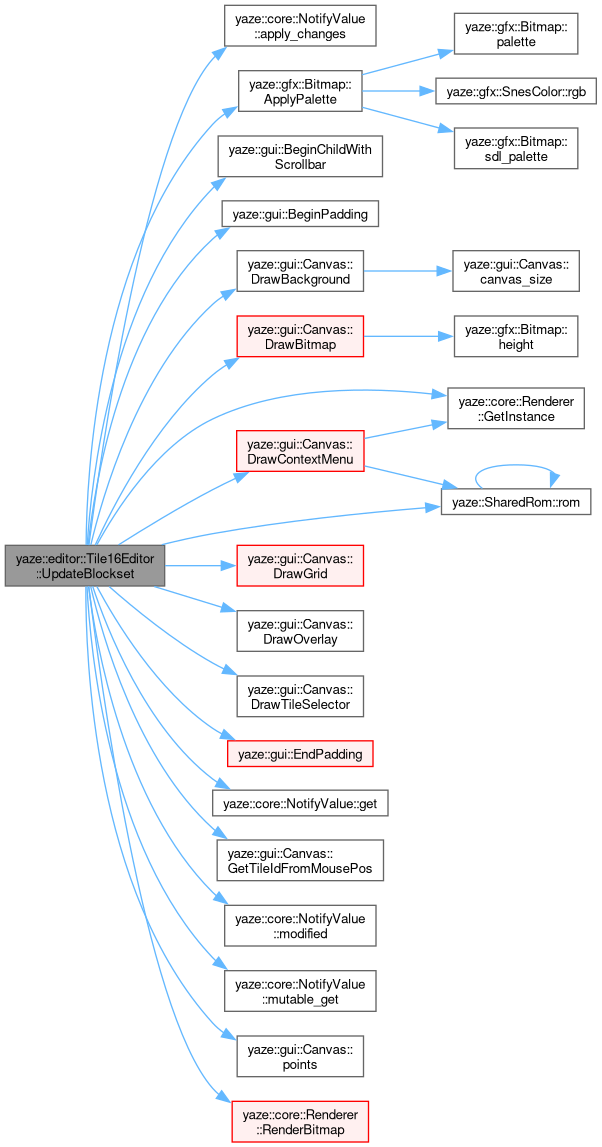 yaze::core::NotifyValue
::apply_changes
yaze::gfx::Bitmap::
palette
yaze::gfx::Bitmap::
ApplyPalette
yaze::gfx::SnesColor::rgb
yaze::gfx::Bitmap::
sdl_palette
yaze::gui::BeginChildWith
Scrollbar
yaze::gui::BeginPadding
yaze::gui::Canvas::
DrawBackground
yaze::gui::Canvas::
canvas_size
yaze::gui::Canvas::
DrawBitmap
yaze::gfx::Bitmap::
height
yaze::core::Renderer
::GetInstance
yaze::gui::Canvas::
DrawContextMenu
yaze::SharedRom::rom
yaze::editor::Tile16Editor
::UpdateBlockset
yaze::gui::Canvas::
DrawGrid
yaze::gui::Canvas::
DrawOverlay
yaze::gui::Canvas::
DrawTileSelector
yaze::gui::EndPadding
yaze::core::NotifyValue::get
yaze::gui::Canvas::
GetTileIdFromMousePos
yaze::core::NotifyValue
::modified
yaze::core::NotifyValue
::mutable_get
yaze::gui::Canvas::
points
yaze::core::Renderer
::RenderBitmap